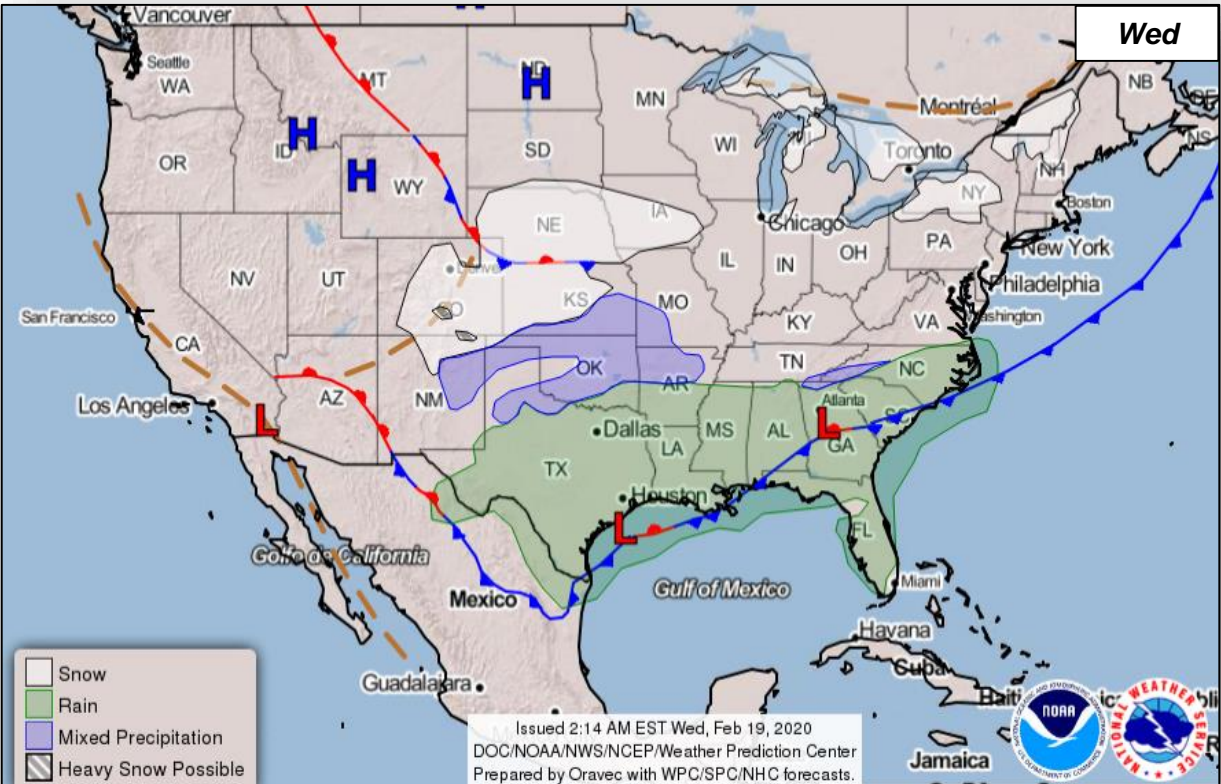 Wed
Vancouver
Seattle
WA
MT
ND
MN
Montréal
NB
NS
OR
ID
WY
SD
WI
MI
Toronto
NH
NY
Boston
NE
IA
Chicago
PA
New York
Philadelphia
Denver
NV
UT
CO
KS
MO
IL
IN
OH
KY
VA
Washington
San Francisco
CA
Los Angeles
AZ
NM
OK
AR
TN
NC
Atlanta
SC
Dallas
TX
LA
MS
AL
GA
Houston
FL
H
H
H
L
L
L
Golfo de California
Mexico
Gulf of Mexico
Miami
Havana
Cuba
Guadalajara
Haiti
Jamaica
Snow
Rain
Mixed Precipitation
Heavy Snow Possible
Issued 2:14 AM EST Wed, Feb 19, 2020
DOC/NOAA/NWS/NCEP/Weather Prediction Center
Prepared by Oravec with WPC/SPC/NHC forecasts.
NOAA
NATIONAL WEATHER SERVICE